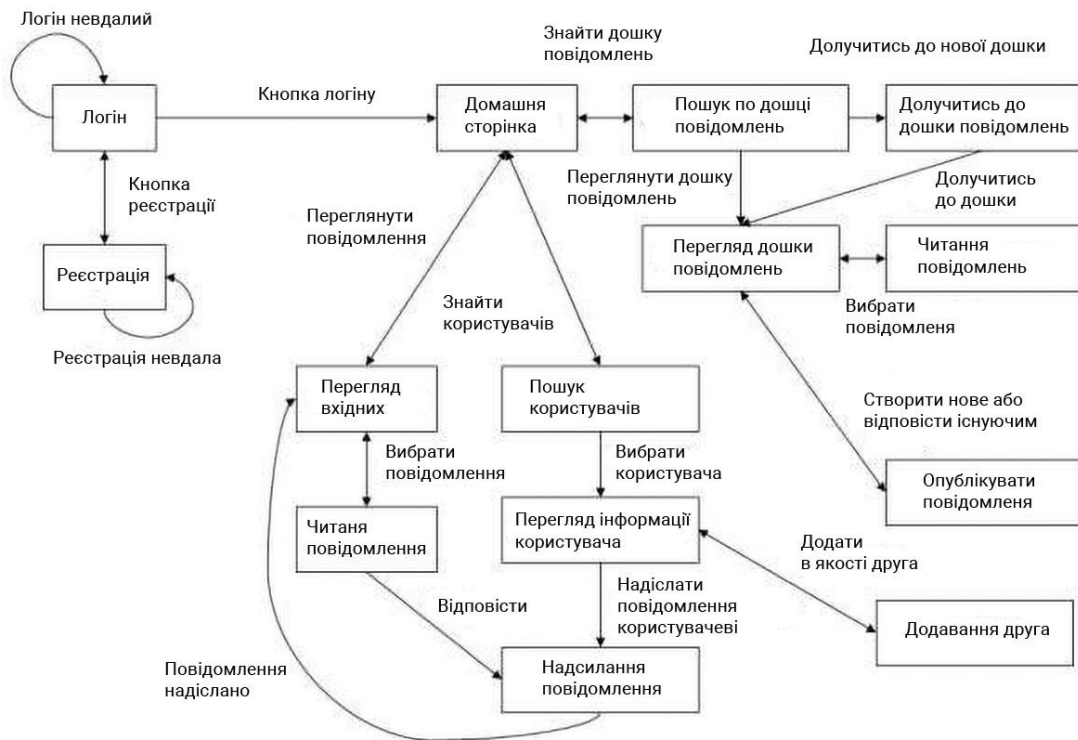 Логін невдалий
Знайти дошку
повідомлень
Долучитись до нової дошки
Логін
Кнопка логіну
Домашня
сторінка
Пошук по дошці
повідомлень
Долучитись до
дошки повідомлень
Кнопка
реєстрації
Переглянути
повідомлення
Переглянути дошку
повідомлень
Долучитись
до дошки
Реєстрація
Перегляд дошки
повідомлень
Читання
повідомлень
Реєстрація невдала
Знайти
користувачів
Вибрати
повідомленя
Перегляд
вхідних
Пошук
користувачів
Створити нове або
відповісти існуючим
Вибрати
повідомлення
Вибрати
користувача
Опублікувати
повідомленя
Читаня
повідомлення
Перегляд інформації
користувача
Додати
в якості друга
Відповісти
Надіслати
повідомлення
користувачеві
Додавання друга
Повідомлення
надіслано
Надсилання
повідомлення